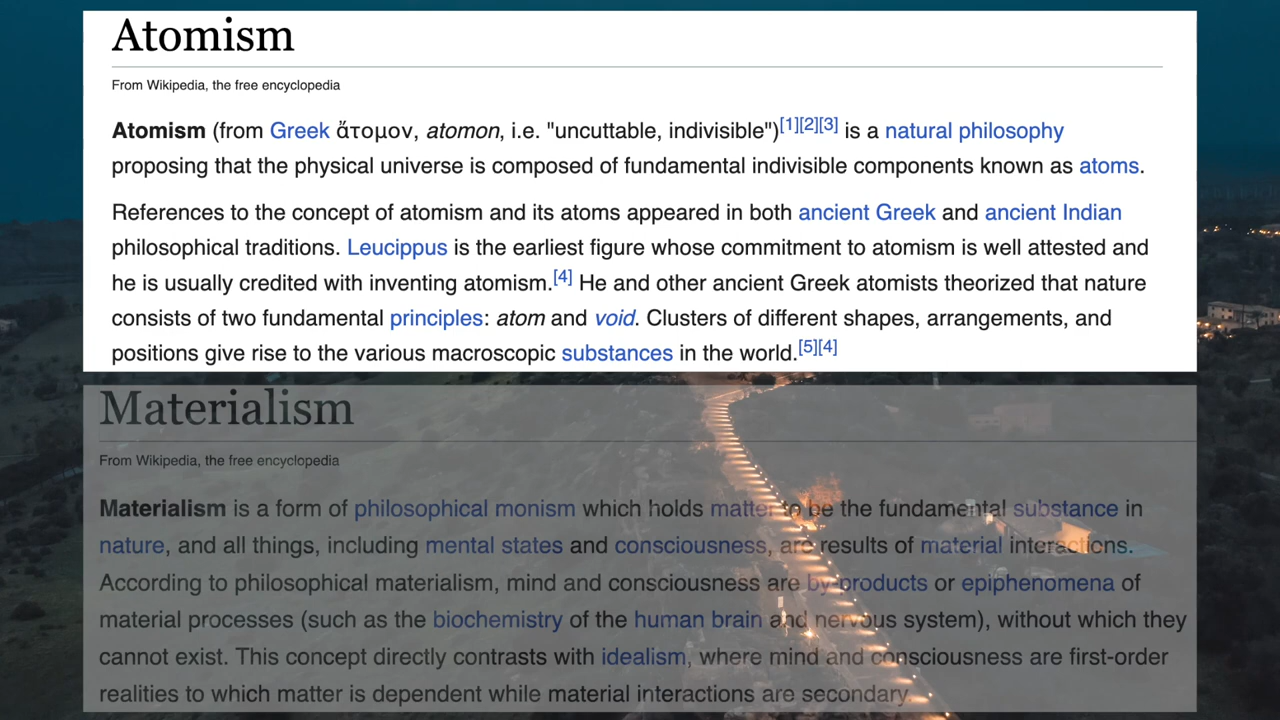 Atomism
From Wikipedia, the free encyclopedia
Atomism (from Greek ἄτομον, atomon, i.e. "uncuttable, indivisible")[1][2][3] is a natural philosophy
proposing that the physical universe is composed of fundamental indivisible components known as atoms.
References to the concept of atomism and its atoms appeared in both ancient Greek and ancient Indian
philosophical traditions. Leucippus is the earliest figure whose commitment to atomism is well attested and
he is usually credited with inventing atomism.[4] He and other ancient Greek atomists theorized that nature
consists of two fundamental principles: atom and void. Clusters of different shapes, arrangements, and
positions give rise to the various macroscopic substances in the world.[5][4]
Materialism
From Wikipedia, the free encyclopedia
Materialism is a form of philosophical monism which holds matter to be the fundamental substance in
nature, and all things, including mental states and consciousness, are results of material interactions.
According to philosophical materialism, mind and consciousness are by-products or epiphenomena of
material processes (such as the biochemistry of the human brain and nervous system), without which they
cannot exist. This concept directly contrasts with idealism, where mind and consciousness are first-order
realities to which matter is dependent while material interactions are secondary.